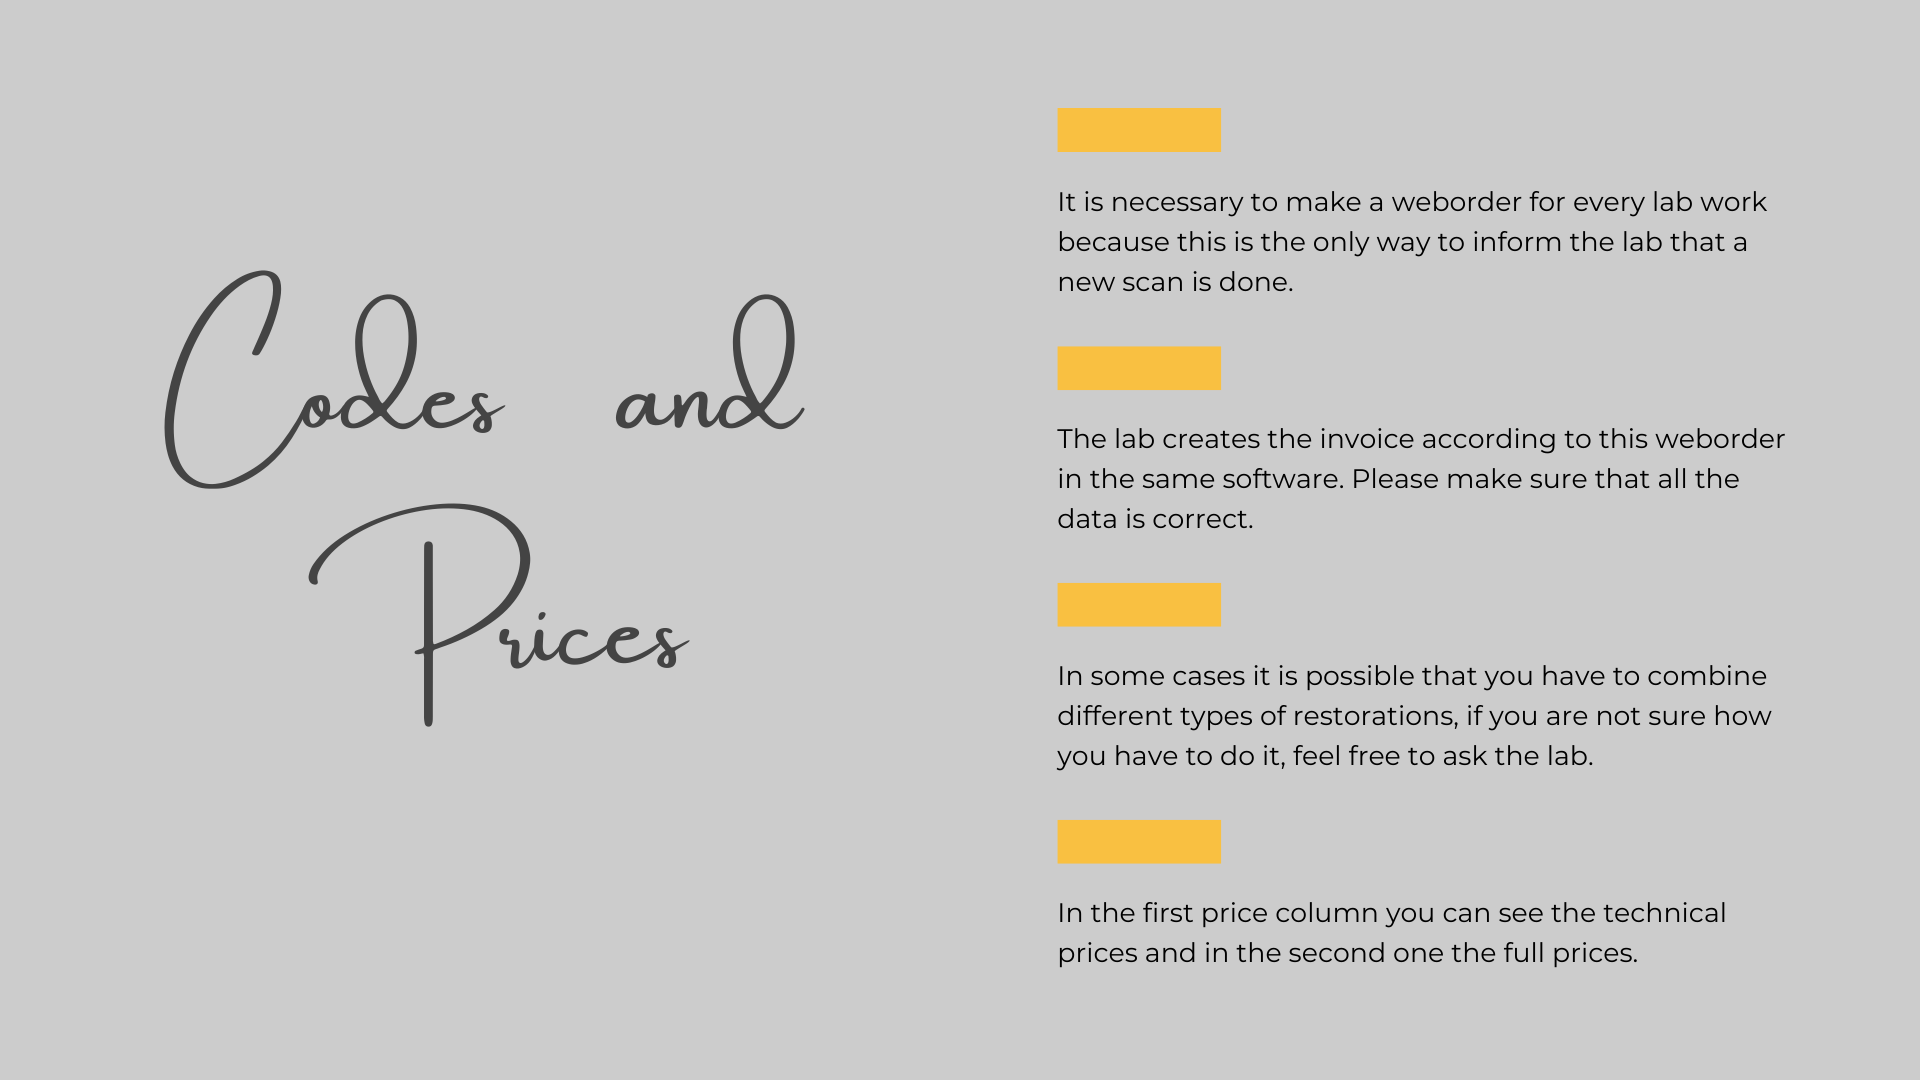 Codes and
Prices
It is necessary to make a weborder for every lab work
because this is the only way to inform the lab that a
new scan is done.
The lab creates the invoice according to this weborder
in the same software. Please make sure that all the
data is correct.
In some cases it is possible that you have to combine
different types of restorations, if you are not sure how
you have to do it, feel free to ask the lab.
In the first price column you can see the technical
prices and in the second one the full prices.